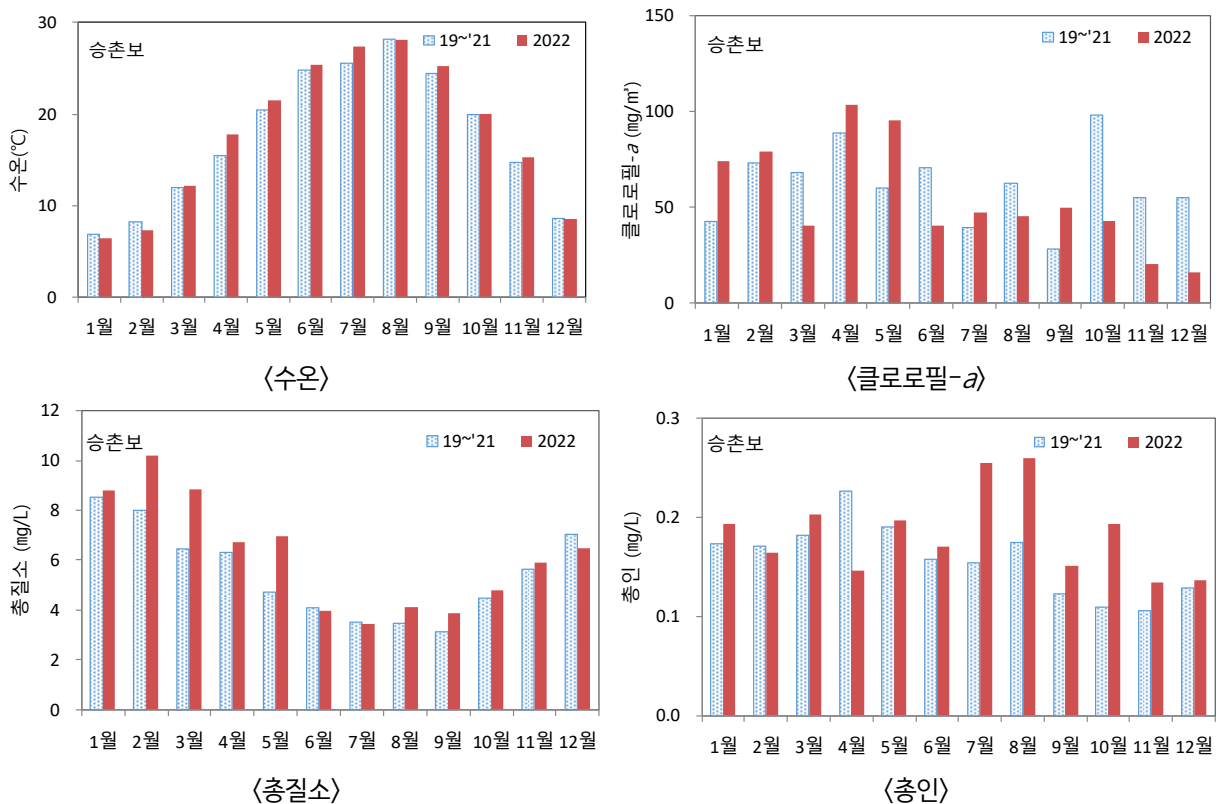 승촌보
19~'21 2022
수온(℃)
30
20
10
0
1월 2월 3월 4월 5월 6월 7월 8월 9월 10월 11월 12월
〈수온〉
승촌보
19~'21 2022
클로로필-a (㎎/㎥)
150
100
50
0
1월 2월 3월 4월 5월 6월 7월 8월 9월 10월 11월 12월
〈클로로필-a〉
승촌보
19~'21 2022
총질소 (㎎/L)
12
10
8
6
4
2
0
1월 2월 3월 4월 5월 6월 7월 8월 9월 10월 11월 12월
〈총질소〉
승촌보
19~'21 2022
총인 (㎎/L)
0.3
0.2
0.1
0.0
1월 2월 3월 4월 5월 6월 7월 8월 9월 10월 11월 12월
〈총인〉